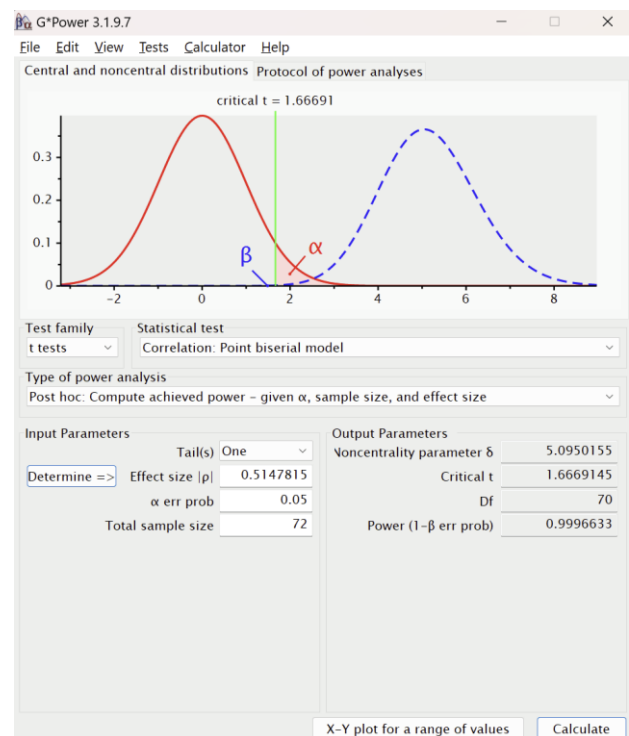 G*Power 3.1.9.7
File Edit View Tests Calculator Help
Central and noncentral distributions Protocol of power analyses
critical t = 1.66691
0.3
0.2
0.1
0
β
α
-2 0 2 4 6 8
Test family Statistical test
t tests Correlation: Point biserial model
Type of power analysis
Post hoc: Compute achieved power – given α, sample size, and effect size
Input Parameters Output Parameters
Tail(s) One Noncentrality parameter δ 5.0950155
Determine => Effect size |ρ| 0.5147815 Critical t 1.6669145
α err prob 0.05 Df 70
Total sample size 72 Power (1-β err prob) 0.9996633
X-Y plot for a range of values Calculate